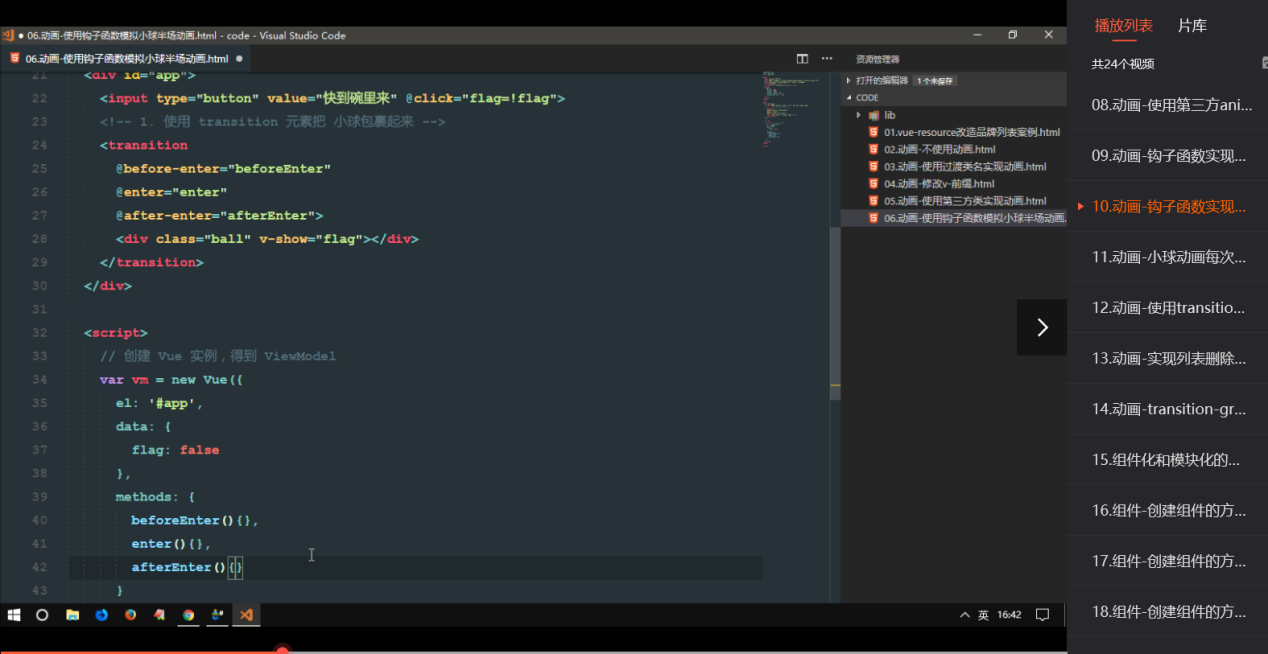 06.动画-使用钩子函数模拟小球半场动画.html - code - Visual Studio Code
06.动画-使用钩子函数模拟小球半场动画.html
21 <div id="app">
22 <input type="button" value="快到碗里来" @click="flag=!flag">
23 <!-- 1. 使用 transition 元素把 小球包裹起来 -->
24 <transition
25 @before-enter="beforeEnter"
26 @enter="enter"
27 @after-enter="afterEnter">
28 <div class="ball" v-show="flag"></div>
29 </transition>
30 </div>
31
32 <script>
33 // 创建 Vue 实例，得到 ViewModel
34 var vm = new Vue({
35 el: '#app',
36 data: {
37 flag: false
38 },
39 methods: {
40 beforeEnter(){},
41 enter(){},
42 afterEnter(){}
43 }
资源管理器
打开的编辑器 1 个未保存
CODE
lib
01.vue-resource改造品牌列表案例.html
02.动画-不使用动画.html
03.动画-使用过渡类名实现动画.html
04.动画-修改v-前缀.html
05.动画-使用第三方类实现动画.html
06.动画-使用钩子函数模拟小球半场动画.
英 16:42
播放列表 片库
共24个视频
08.动画-使用第三方ani...
09.动画-钩子函数实现...
10.动画-钩子函数实现...
11.动画-小球动画每次...
12.动画-使用transitio...
13.动画-实现列表删除...
14.动画-transition-gr...
15.组件化和模块化的...
16.组件-创建组件的方...
17.组件-创建组件的方...
18.组件-创建组件的方...